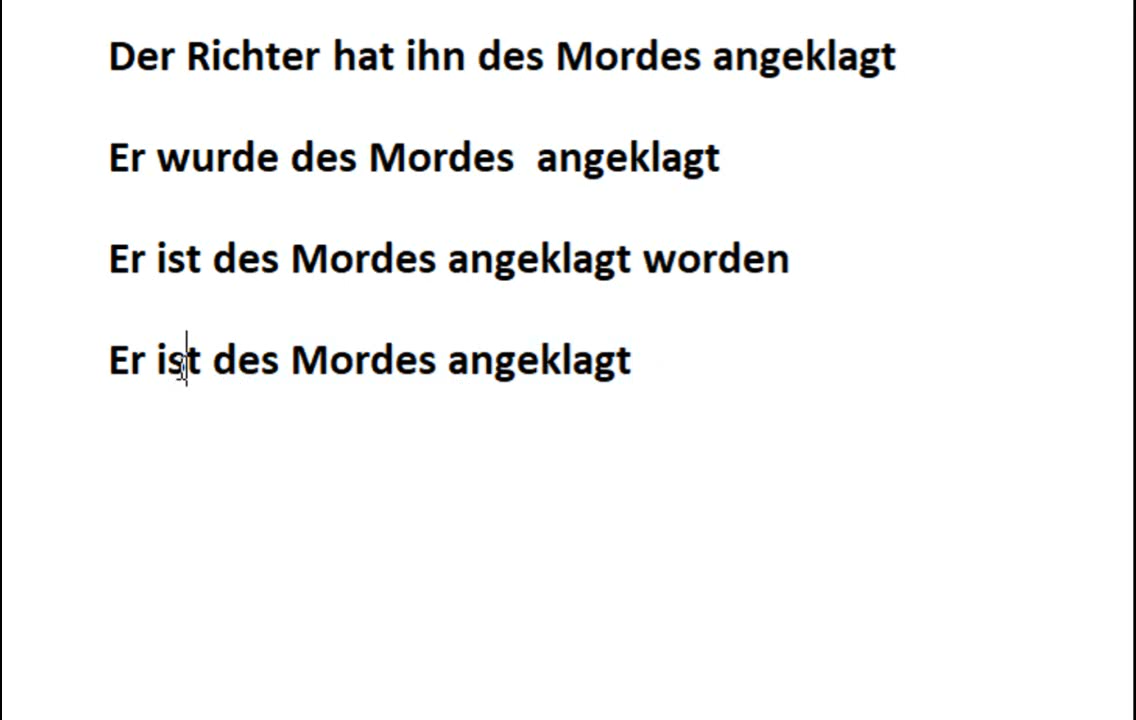 Der Richter hat ihn des Mordes angeklagt
Er wurde des Mordes  angeklagt
Er ist des Mordes angeklagt worden
Er ist des Mordes angeklagt